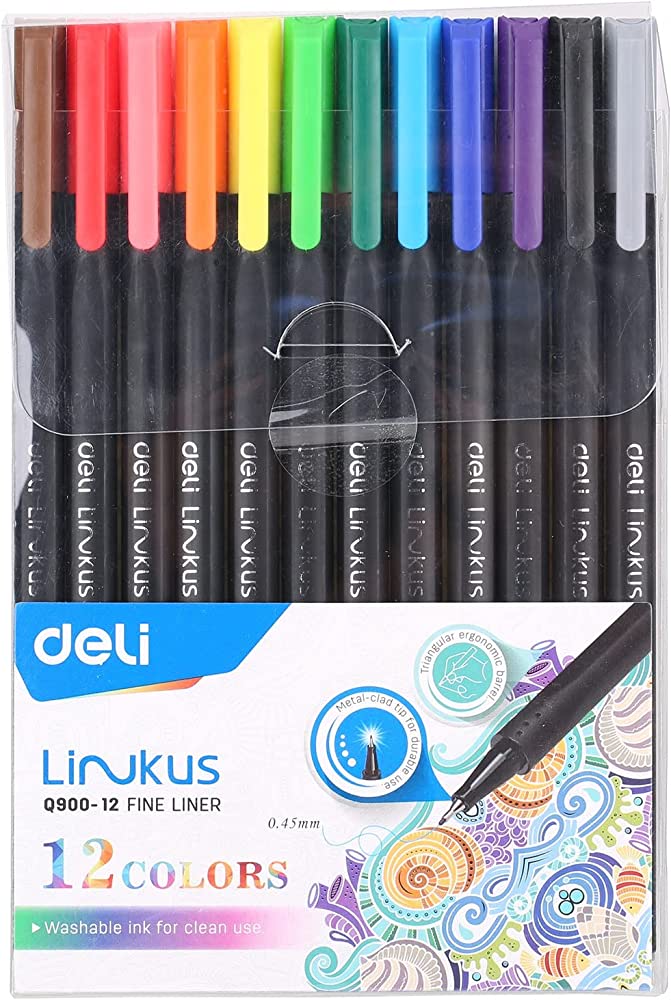 deli Linkus
deli Linkus
deli Linkus
deli Linkus
deli Linkus
deli Linkus
deli Linkus
deli Linkus
deli Linkus
deli Linkus
deli Linkus
deli Linkus
deli
Linkus
Q900-12 FINE LINER
12 COLORS
Washable ink for clean use
0.45mm
Metal-clad tip for durable use
Triangular ergonomic barrel